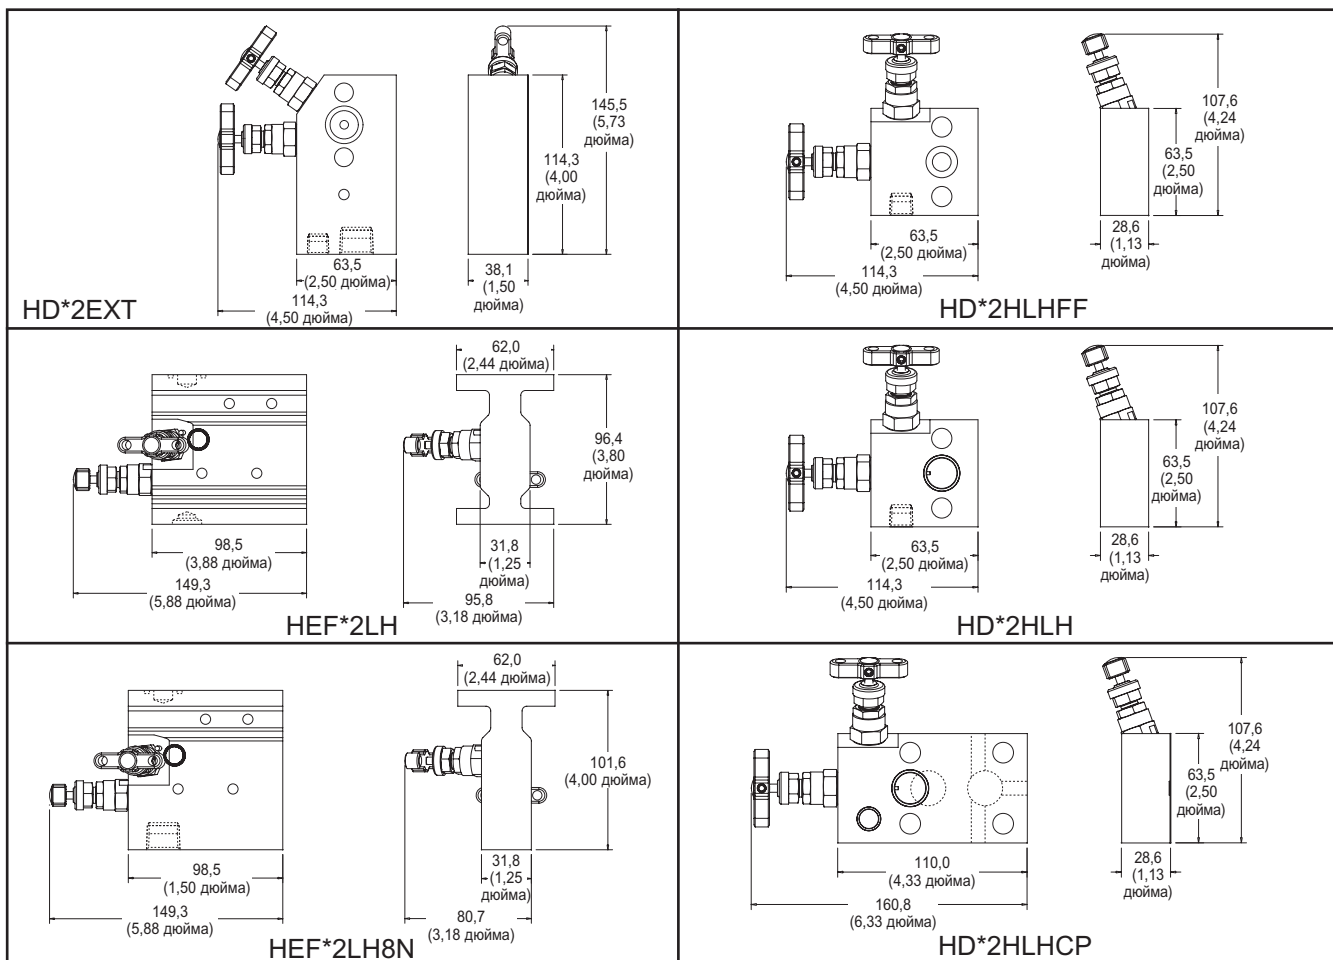 145,5
(5,73
дюйма)
114,3
(4,00
дюйма)
63,5
(2,50 дюйма)
114,3
(4,50 дюйма)
38,1
(1,50
дюйма)
HD*2EXT
107,6
(4,24
дюйма)
63,5
(2,50
дюйма)
63,5
(2,50 дюйма)
114,3
(4,50 дюйма)
28,6
(1,13
дюйма)
HD*2HLHFF
62,0
(2,44 дюйма)
96,4
(3,80
дюйма)
98,5
(3,88 дюйма)
149,3
(5,88 дюйма)
31,8
(1,25
дюйма)
95,8
(3,18 дюйма)
HEF*2LH
107,6
(4,24
дюйма)
63,5
(2,50
дюйма)
63,5
(2,50 дюйма)
114,3
(4,50 дюйма)
28,6
(1,13
дюйма)
HD*2HLH
62,0
(2,44 дюйма)
101,6
(4,00 дюйма)
98,5
(1,50 дюйма)
149,3
(5,88 дюйма)
31,8
(1,25
дюйма)
80,7
(3,18 дюйма)
HEF*2LH8N
107,6
(4,24
дюйма)
63,5
(2,50
дюйма)
110,0
(4,33 дюйма)
160,8
(6,33 дюйма)
28,6
(1,13
дюйма)
HD*2HLHCP